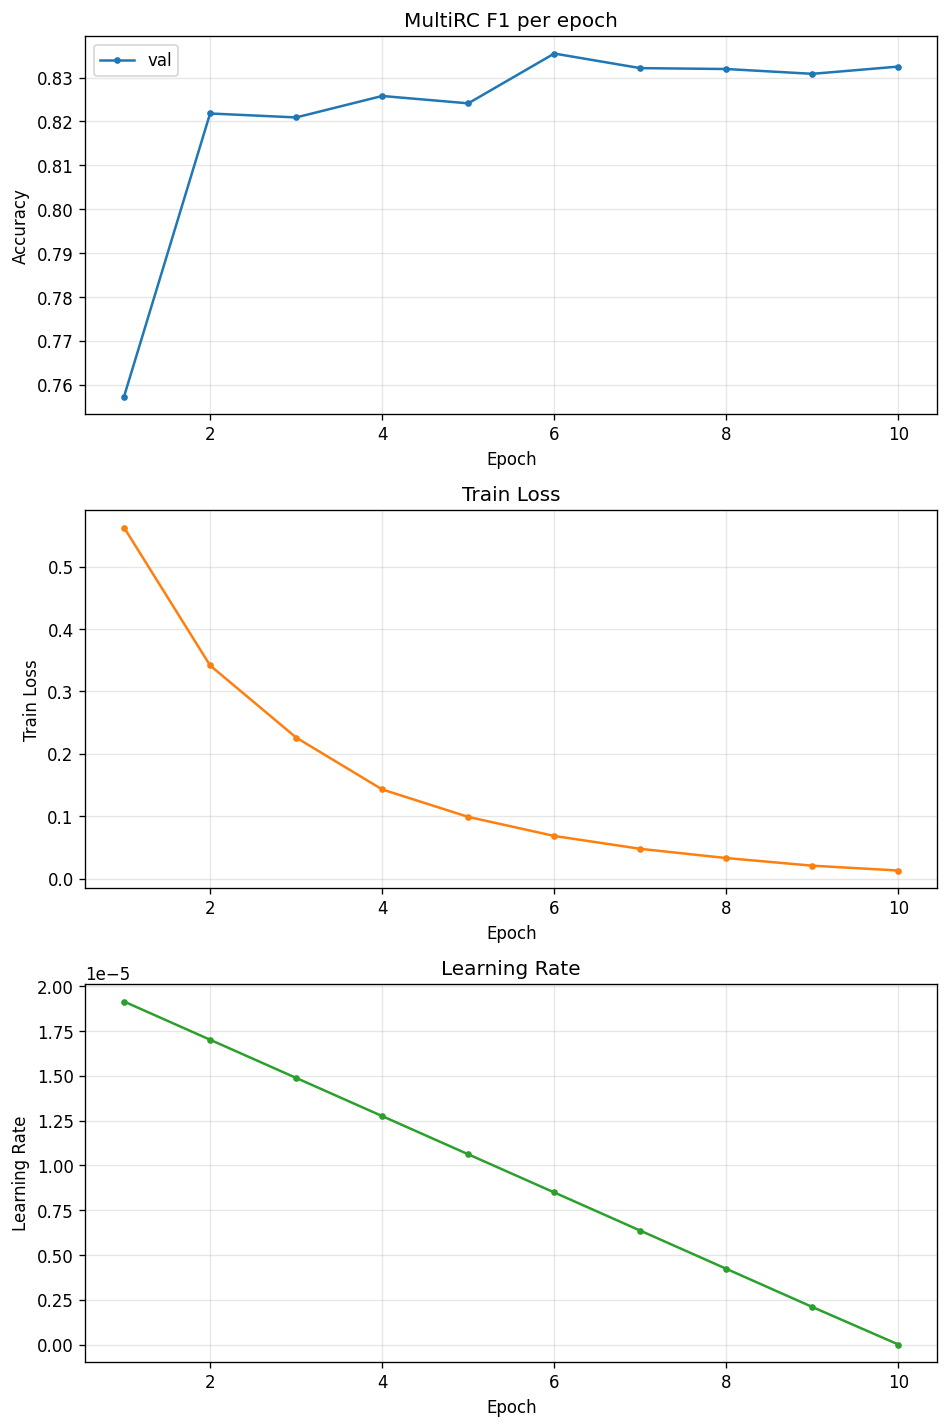 MultiRC F1 per epoch
val
Accuracy
0.83
0.82
0.81
0.80
0.79
0.78
0.77
0.76
2 4 6 8 10
Epoch
Train Loss
Train Loss
0.5
0.4
0.3
0.2
0.1
0.0
2 4 6 8 10
Epoch
Learning Rate
1e−5
Learning Rate
2.00
1.75
1.50
1.25
1.00
0.75
0.50
0.25
0.00
2 4 6 8 10
Epoch